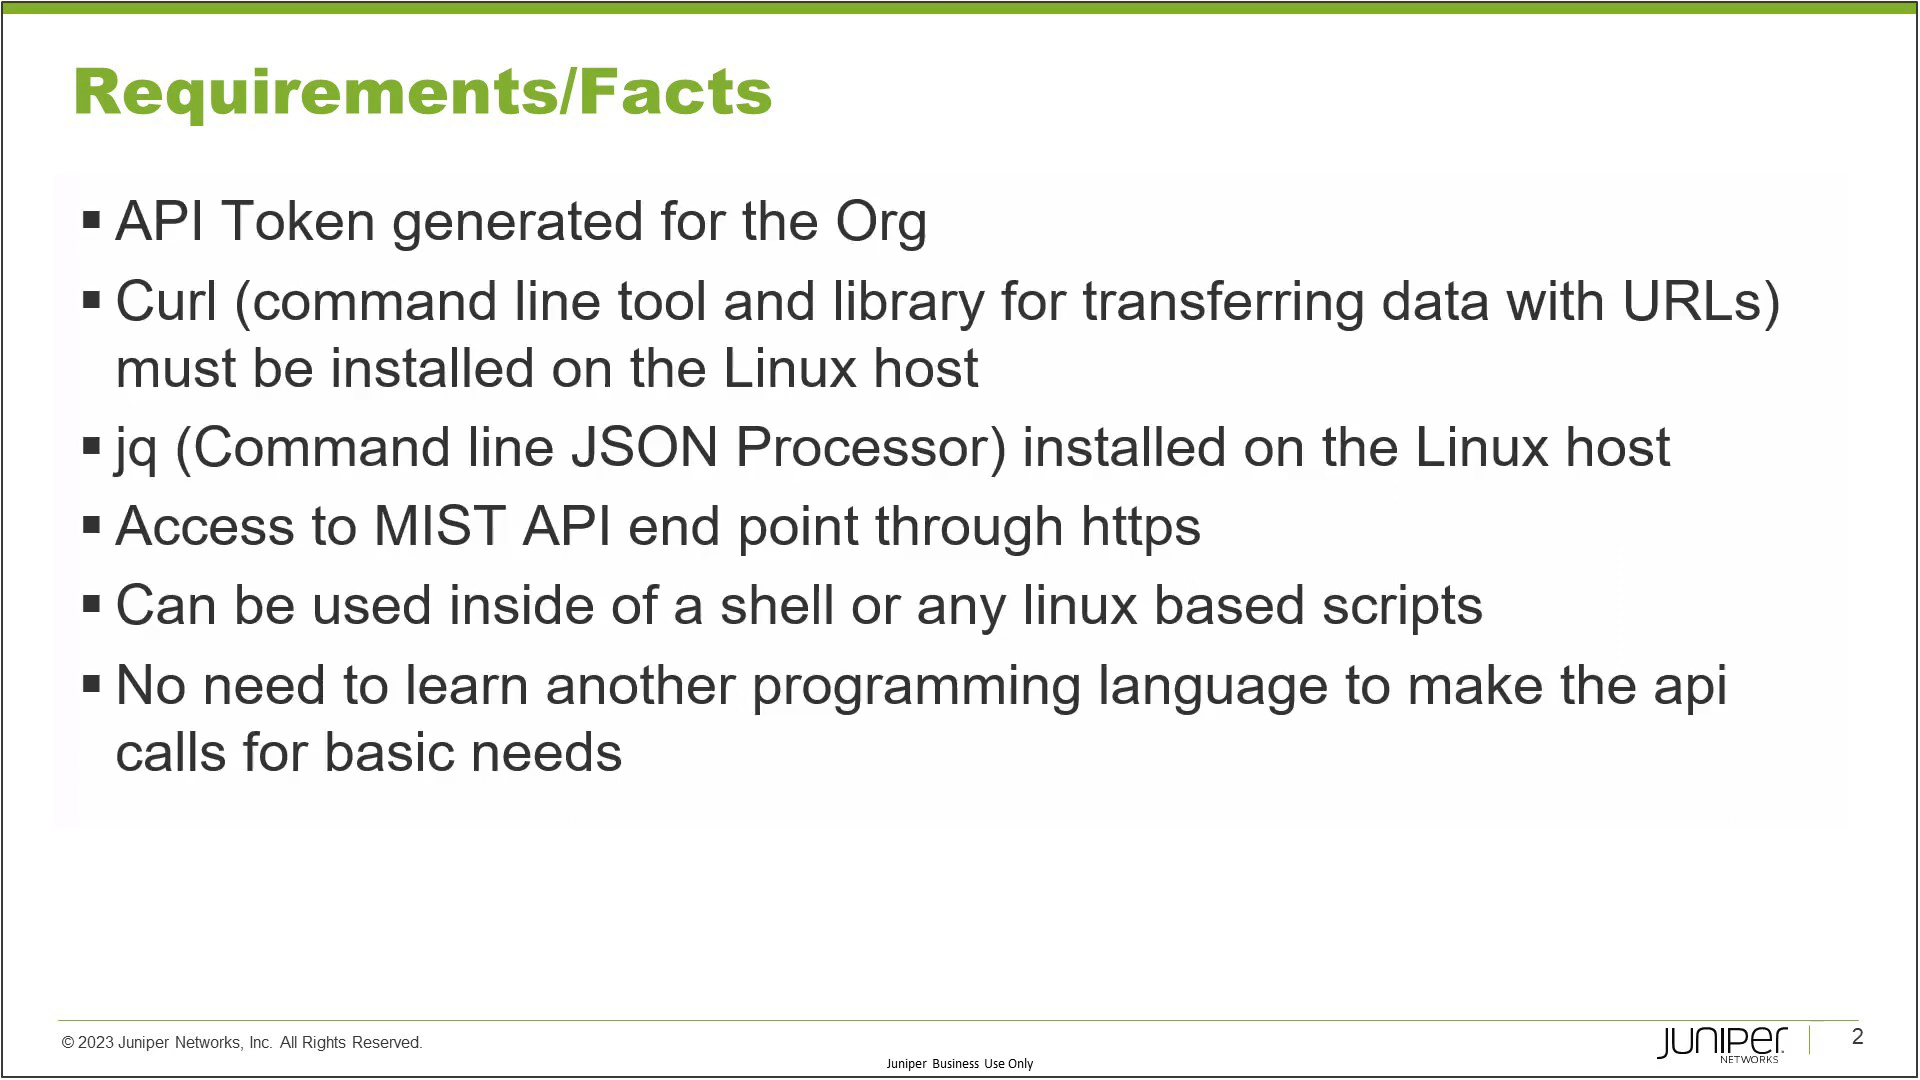 Requirements/Facts
▪ API Token generated for the Org
▪ Curl (command line tool and library for transferring data with URLs)
must be installed on the Linux host
▪ jq (Command line JSON Processor) installed on the Linux host
▪ Access to MIST API end point through https
▪ Can be used inside of a shell or any linux based scripts
▪ No need to learn another programming language to make the api
calls for basic needs
© 2023 Juniper Networks, Inc. All Rights Reserved.
Juniper Business Use Only
JUNIPER
NETWORKS
2